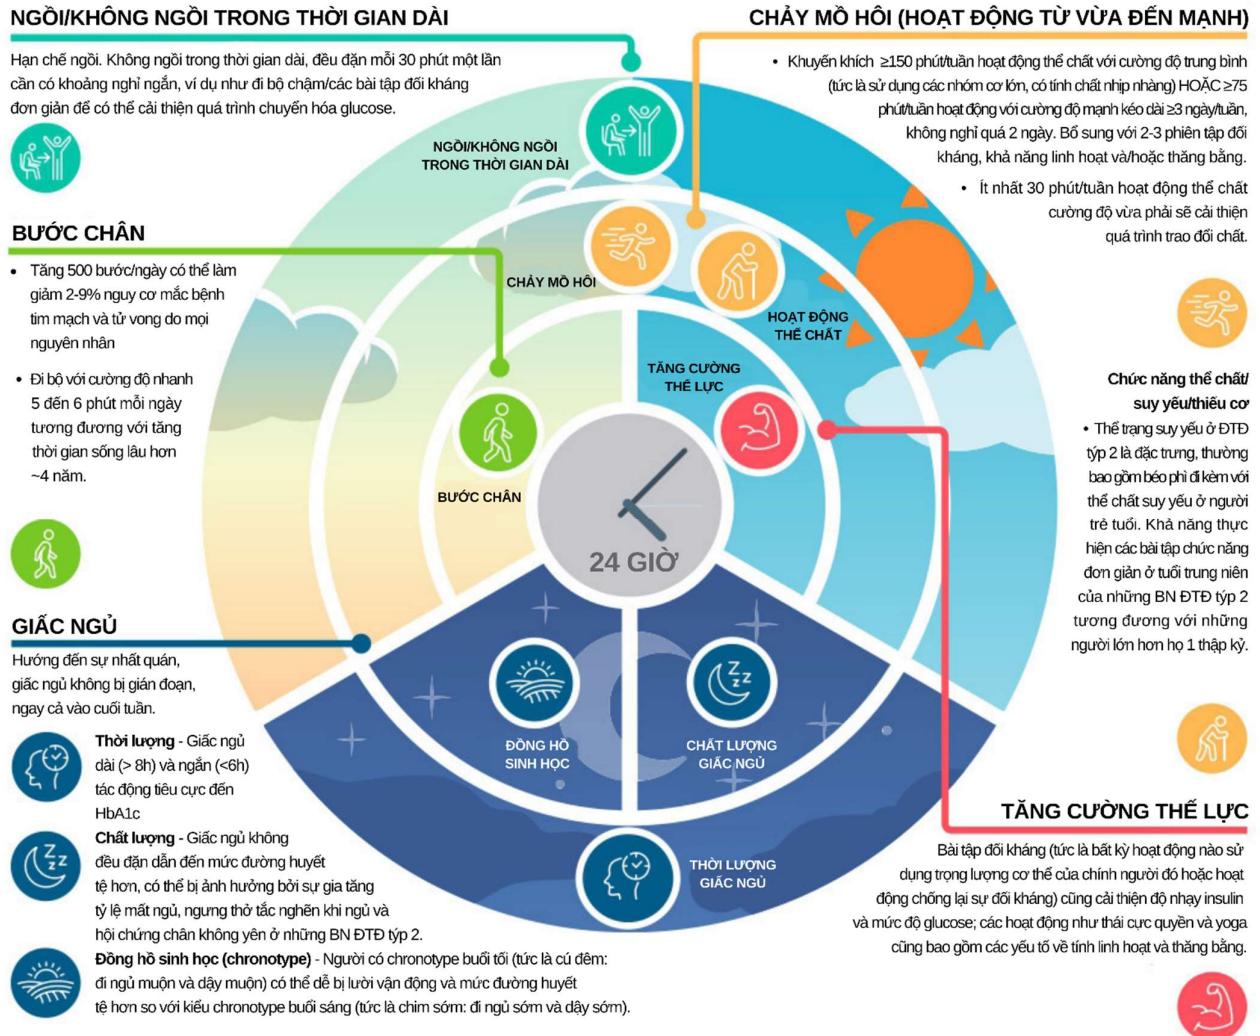 NGỒI/KHÔNG NGỒI TRONG THỜI GIAN DÀI
Hạn chế ngồi. Không ngồi trong thời gian dài, đều đặn mỗi 30 phút một lần
cần có khoảng nghỉ ngắn, ví dụ như đi bộ chậm/các bài tập đối kháng
đơn giản để có thể cải thiện quá trình chuyển hóa glucose.
CHẢY MỒ HÔI (HOẠT ĐỘNG TỪ VỪA ĐẾN MẠNH)
• Khuyến khích ≥150 phút/tuần hoạt động thể chất với cường độ trung bình
(tức là sử dụng các nhóm cơ lớn, có tính chất nhịp nhàng) HOẶC ≥75
phút/tuần hoạt động với cường độ mạnh kéo dài ≥3 ngày/tuần,
không nghỉ quá 2 ngày. Bổ sung với 2-3 phiên tập đối
kháng, khả năng linh hoạt và/hoặc thăng bằng.
• Ít nhất 30 phút/tuần hoạt động thể chất
cường độ vừa phải sẽ cải thiện
quá trình trao đổi chất.
BƯỚC CHÂN
• Tăng 500 bước/ngày có thể làm
giảm 2-9% nguy cơ mắc bệnh
tim mạch và tử vong do mọi
nguyên nhân
• Đi bộ với cường độ nhanh
5 đến 6 phút mỗi ngày
tương đương với tăng
thời gian sống lâu hơn
~4 năm.
NGỒI/KHÔNG NGỒI
TRONG THỜI GIAN DÀI
CHẢY MỒ HÔI
HOẠT ĐỘNG
THỂ CHẤT
TĂNG CƯỜNG
THỂ LỰC
BƯỚC CHÂN
24 GIỜ
ĐỒNG HỒ
SINH HỌC
CHẤT LƯỢNG
GIẤC NGỦ
THỜI LƯỢNG
GIẤC NGỦ
Chức năng thể chất/
suy yếu/thiếu cơ
• Thể trạng suy yếu ở ĐTĐ
týp 2 là đặc trưng, thường
bao gồm béo phì đi kèm với
thể chất suy yếu ở người
trẻ tuổi. Khả năng thực
hiện các bài tập chức năng
đơn giản ở tuổi trung niên
của những BN ĐTĐ týp 2
tương đương với những
người lớn hơn họ 1 thập kỷ.
GIẤC NGỦ
Hướng đến sự nhất quán,
giấc ngủ không bị gián đoạn,
ngay cả vào cuối tuần.
Thời lượng - Giấc ngủ
dài (> 8h) và ngắn (<6h)
tác động tiêu cực đến
HbA1c
Chất lượng - Giấc ngủ không
đều đặn dẫn đến mức đường huyết
tệ hơn, có thể bị ảnh hưởng bởi sự gia tăng
tỷ lệ mất ngủ, ngưng thở tắc nghẽn khi ngủ và
hội chứng chân không yên ở những BN ĐTĐ týp 2.
Đồng hồ sinh học (chronotype) - Người có chronotype buổi tối (tức là cú đêm:
đi ngủ muộn và dậy muộn) có thể dễ bị lười vận động và mức đường huyết
tệ hơn so với kiểu chronotype buổi sáng (tức là chim sớm: đi ngủ sớm và dậy sớm).
TĂNG CƯỜNG THỂ LỰC
Bài tập đối kháng (tức là bất kỳ hoạt động nào sử
dụng trọng lượng cơ thể của chính người đó hoặc hoạt
động chống lại sự đối kháng) cũng cải thiện độ nhạy insulin
và mức độ glucose; các hoạt động như thái cực quyền và yoga
cũng bao gồm các yếu tố về tính linh hoạt và thăng bằng.